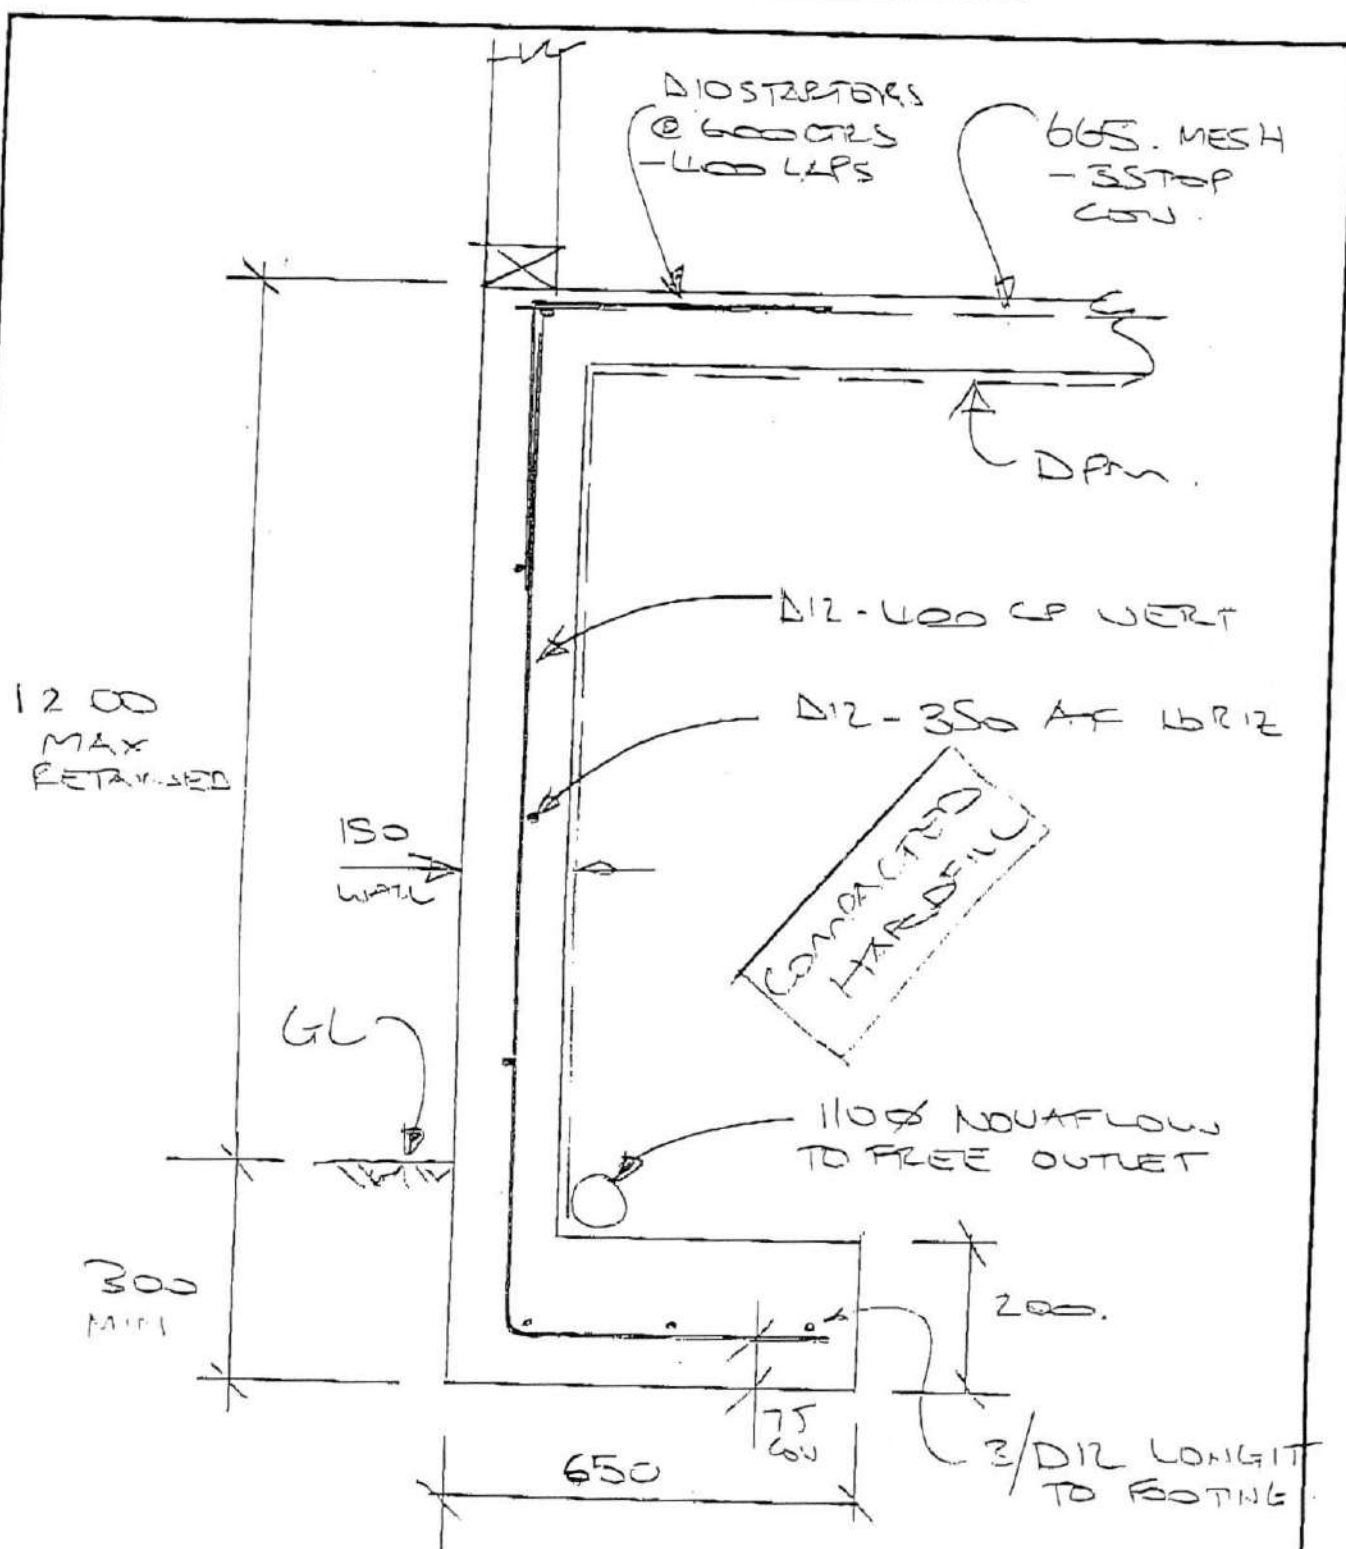 D10 STARTERS
@ 600 CTRS
- 400 LAPS
665. MESH
- 35 TOP
COV.
DPM.
D12 - 400 CP VERT
D12 - 350 HORIZ
1200
MAX
RETAINED
150
WALL
COMPACTED
HARDFILL
GL
110Ø NOVAFLOW
TO FREE OUTLET
300
MIN
200.
75
COV
650
3/D12 LONGIT
TO FOOTING